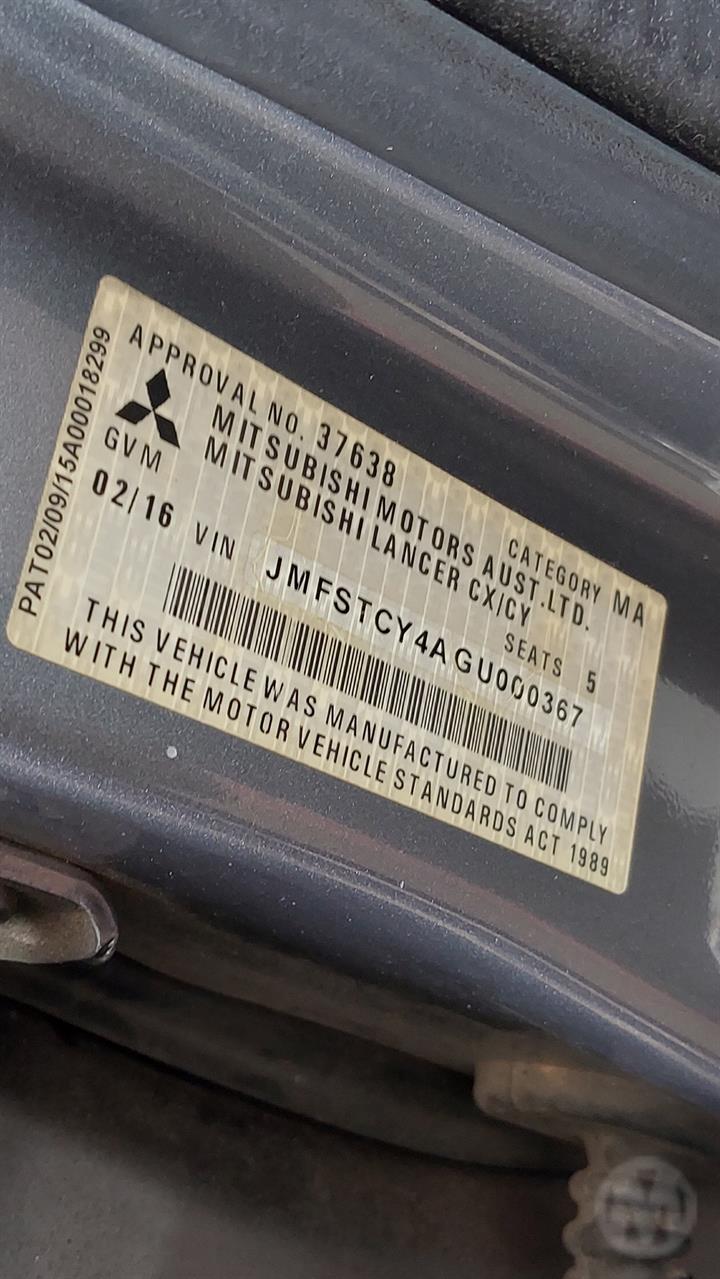 PAT02/09/15A00018299
APPROVAL NO. 37638
CATEGORY MA
MITSUBISHI MOTORS AUST.LTD.
MITSUBISHI LANCER CX/CY
GVM
SEATS 5
02/16 VIN JMFSTCY4AGU000367
THIS VEHICLE WAS MANUFACTURED TO COMPLY
WITH THE MOTOR VEHICLE STANDARDS ACT 1989